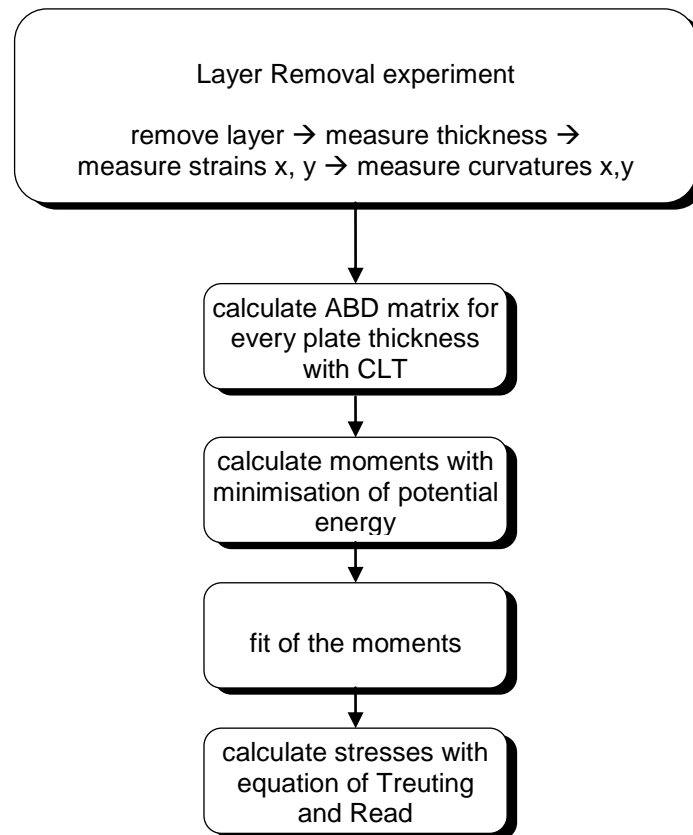 Layer Removal experiment
remove layer → measure thickness →
measure strains x, y → measure curvatures x,y
calculate ABD matrix for
every plate thickness
with CLT
calculate moments with
minimisation of potential
energy
fit of the moments
calculate stresses with
equation of Treuting
and Read